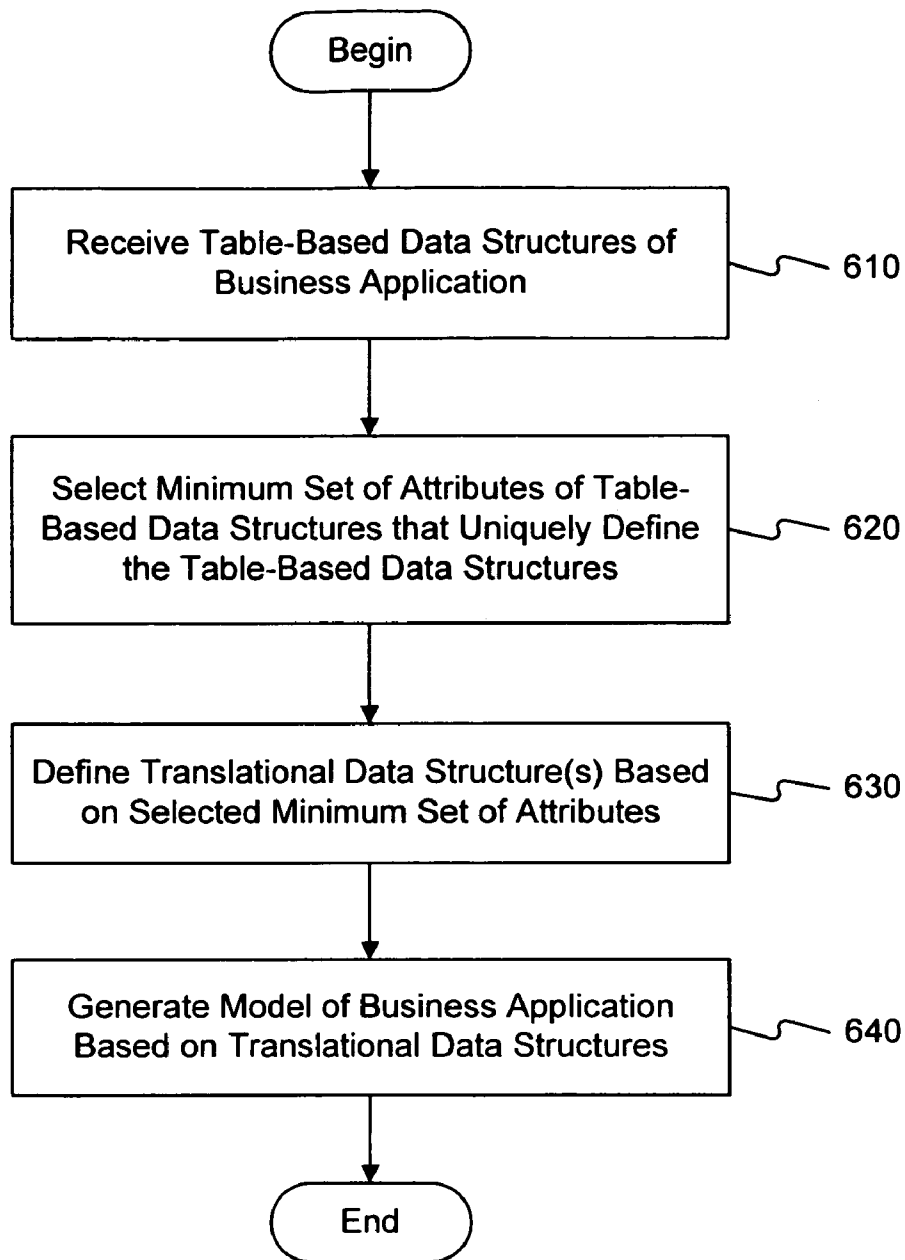 Begin
Receive Table-Based Data Structures of
Business Application
610
Select Minimum Set of Attributes of Table-
Based Data Structures that Uniquely Define
the Table-Based Data Structures
620
Define Translational Data Structure(s) Based
on Selected Minimum Set of Attributes
630
Generate Model of Business Application
Based on Translational Data Structures
640
End